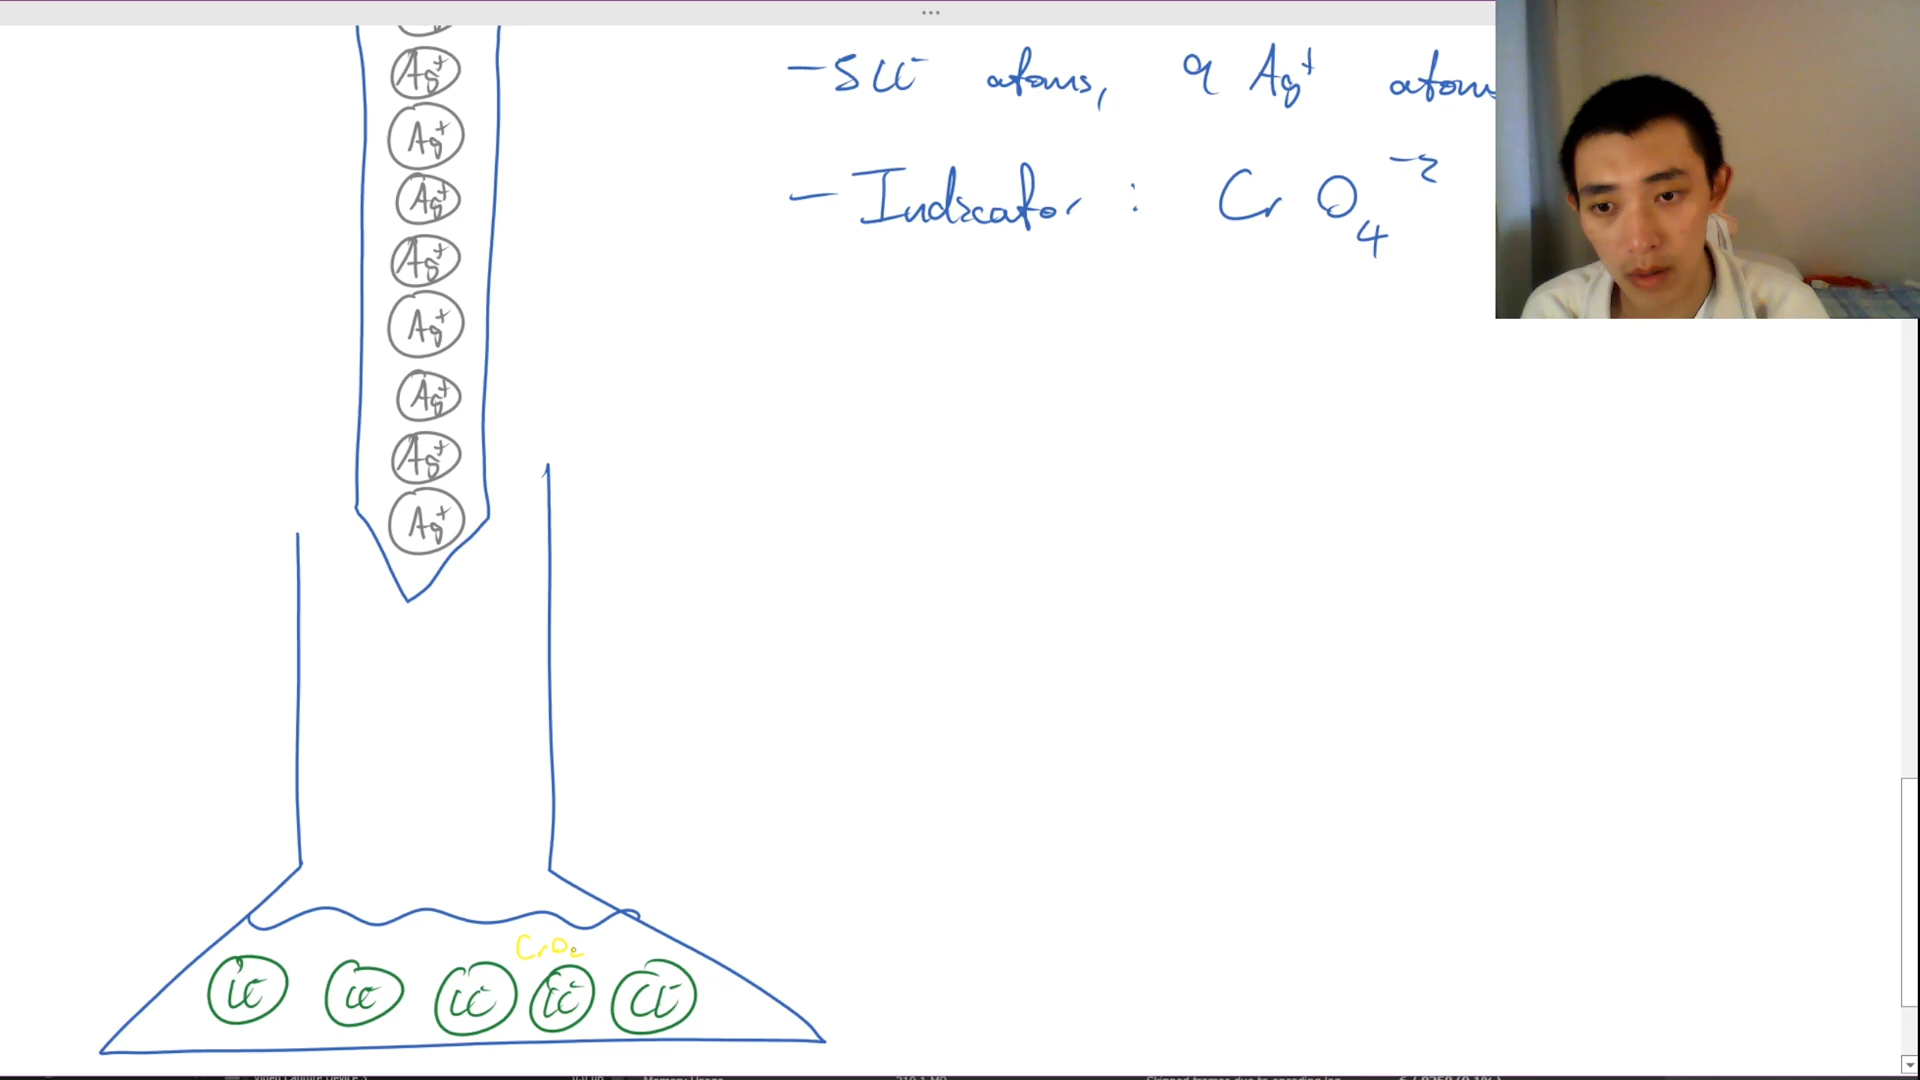 - 5 Cl⁻ atoms, 9 Ag⁺ atoms
- Indicator : CrO₄⁻²
Ag⁺
Ag⁺
Ag⁺
Ag⁺
Ag⁺
Ag⁺
Ag⁺
Ag⁺
CrO₂
Cl⁻ Cl⁻ Cl⁻ Cl⁻ Cl⁻